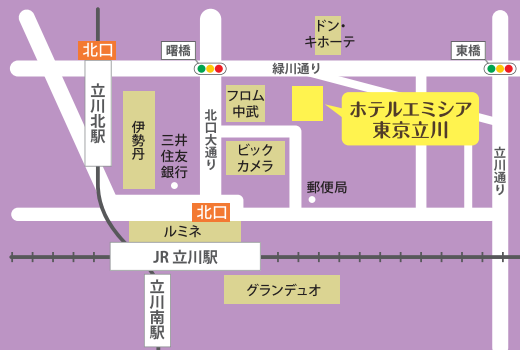 ドン・
キホーテ
北口
曙橋
東橋
緑川通り
立川北駅
伊勢丹
三井
住友
銀行
北口大通り
フロム
中武
ホテルエミシア
東京立川
ビック
カメラ
立川通り
郵便局
北口
ルミネ
JR 立川駅
グランデュオ
立川南駅